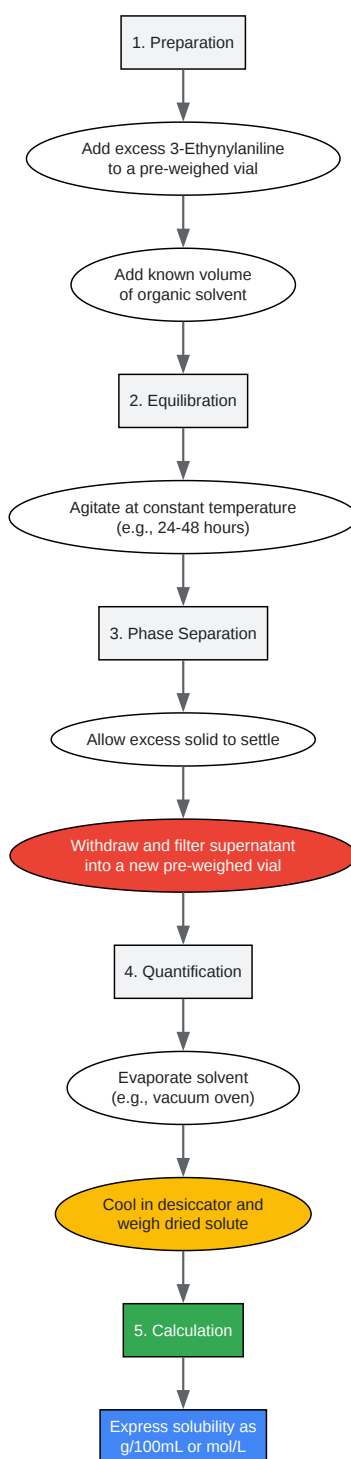 1. Preparation
Add excess 3-Ethynylaniline
to a pre-weighed vial
Add known volume
of organic solvent
2. Equilibration
Agitate at constant temperature
(e.g., 24-48 hours)
3. Phase Separation
Allow excess solid to settle
Withdraw and filter supernatant
into a new pre-weighed vial
4. Quantification
Evaporate solvent
(e.g., vacuum oven)
Cool in desiccator and
weigh dried solute
5. Calculation
Express solubility as
g/100mL or mol/L